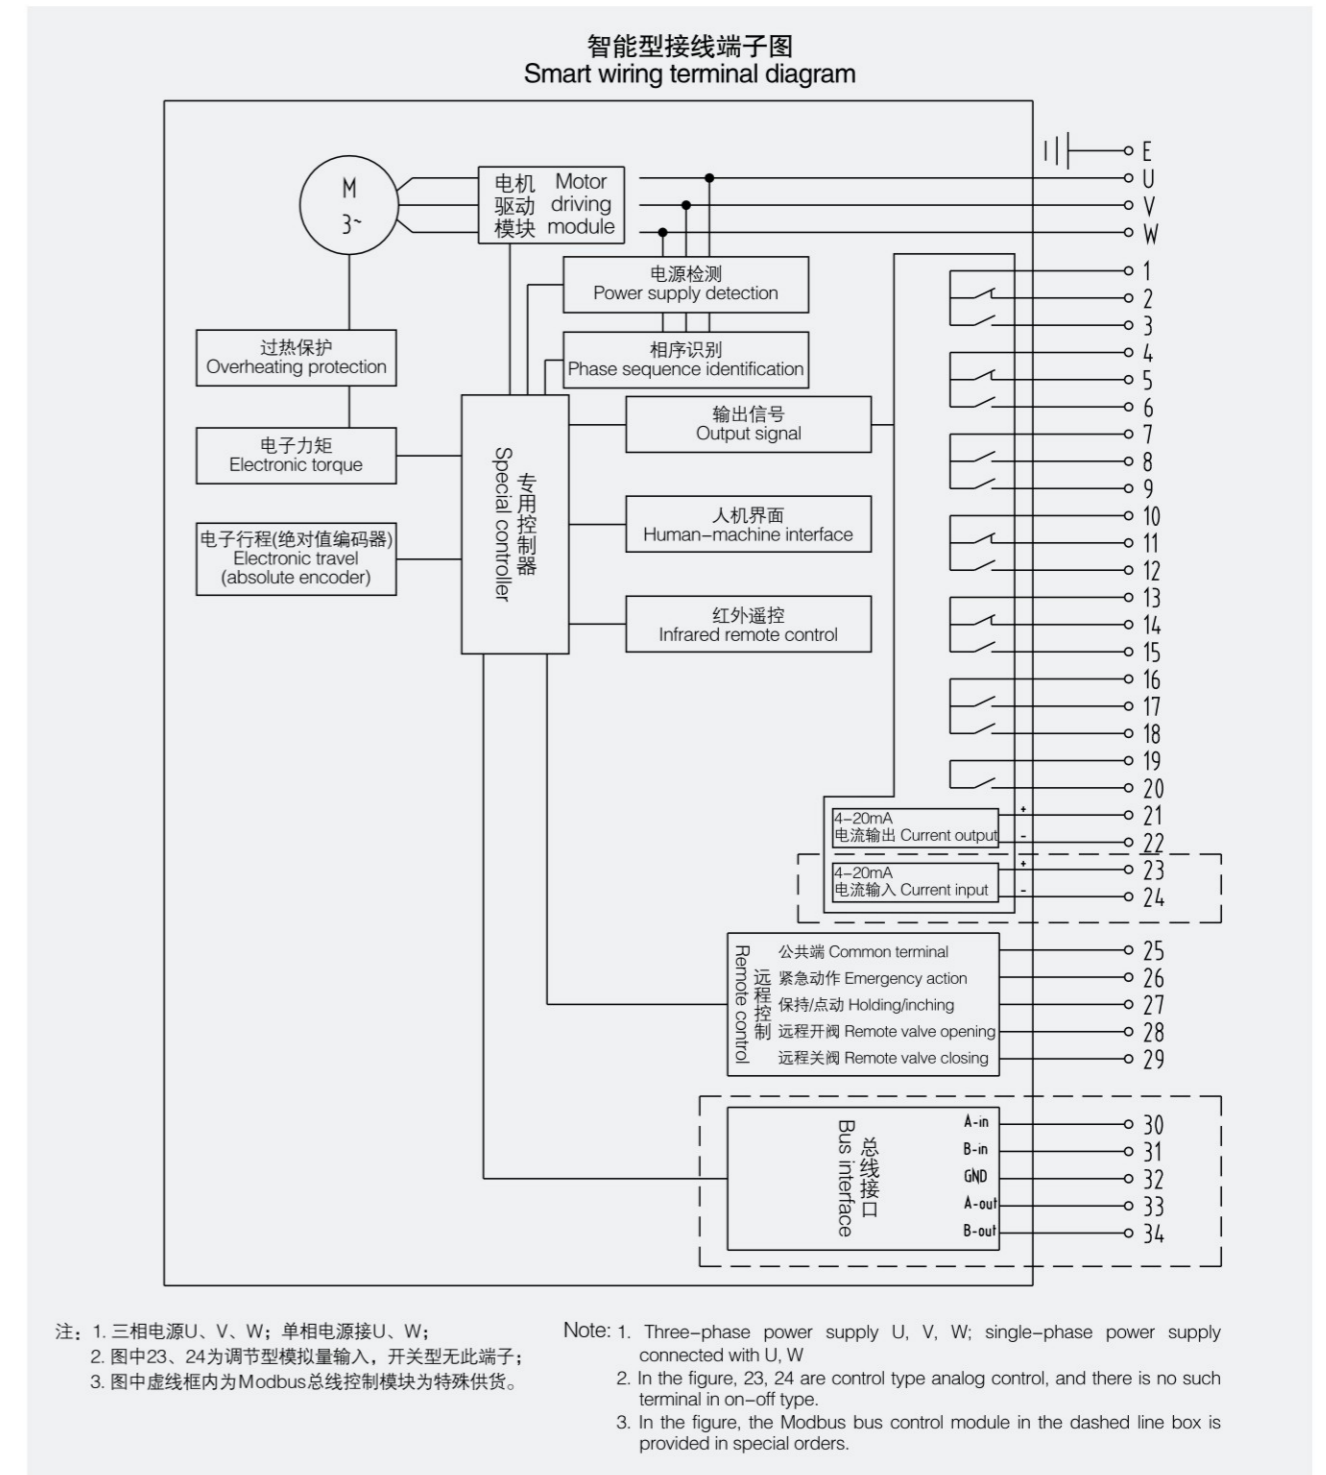 智能型接线端子图
Smart wiring terminal diagram
E
U
V
W
M
3~
电机 Motor
驱动 driving
模块 module
电源检测
Power supply detection
相序识别
Phase sequence identification
过热保护
Overheating protection
电子力矩
Electronic torque
电子行程(绝对值编码器)
Electronic travel
(absolute encoder)
专用控制器
Special controller
输出信号
Output signal
人机界面
Human-machine interface
红外遥控
Infrared remote control
1
2
3
4
5
6
7
8
9
10
11
12
13
14
15
16
17
18
19
20
4-20mA
电流输出 Current output
+ 21
- 22
4-20mA
电流输入 Current input
+ 23
- 24
远程控制
Remote control
公共端 Common terminal 25
紧急动作 Emergency action 26
保持/点动 Holding/inching 27
远程开阀 Remote valve opening 28
远程关阀 Remote valve closing 29
总线接口
Bus interface
A-in 30
B-in 31
GND 32
A-out 33
B-out 34
注：1. 三相电源U、V、W；单相电源接U、W；
2. 图中23、24为调节型模拟量输入，开关型无此端子；
3. 图中虚线框内为Modbus总线控制模块为特殊供货。
Note: 1. Three-phase power supply U, V, W; single-phase power supply
connected with U, W
2. In the figure, 23, 24 are control type analog control, and there is no such
terminal in on-off type.
3. In the figure, the Modbus bus control module in the dashed line box is
provided in special orders.